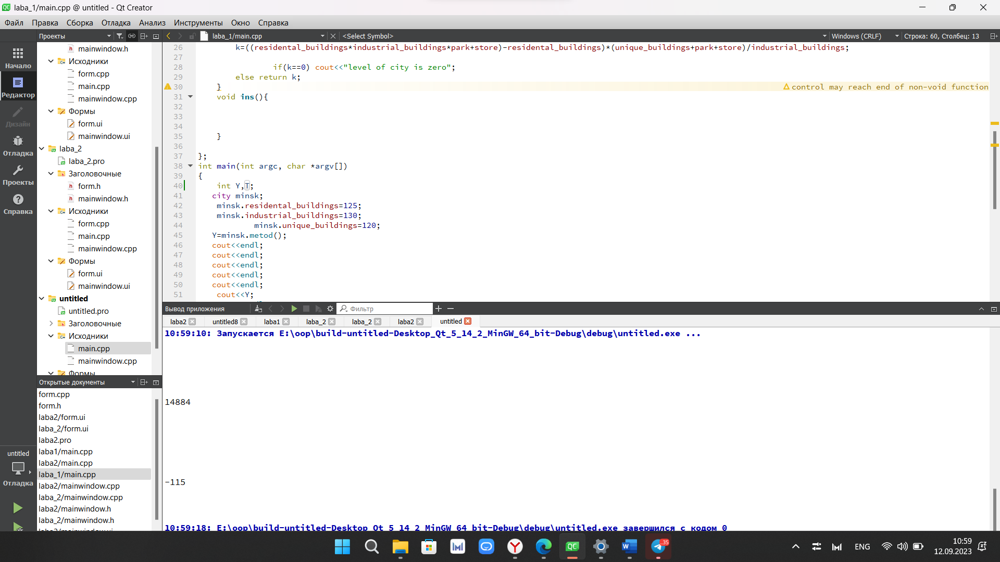 laba_1/main.cpp @ untitled - Qt Creator
Файл Правка Сборка Отладка Анализ Инструменты Окно Справка
Проекты
laba_1/main.cpp
<Select Symbol>
Windows (CRLF)
Строка: 60, Столбец: 13
Начало
Редактор
Дизайн
Отладка
Проекты
Справка
mainwindow.h
Исходники
form.cpp
main.cpp
mainwindow.cpp
Формы
form.ui
mainwindow.ui
laba_2
laba_2.pro
Заголовочные
form.h
mainwindow.h
Исходники
form.cpp
main.cpp
mainwindow.cpp
Формы
form.ui
mainwindow.ui
untitled
untitled.pro
Заголовочные
Исходники
main.cpp
mainwindow.cpp
Формы
26 k=((residental_buildings*industrial_buildings*park+store)-residental_buildings)*(unique_buildings+park+store)/industrial_buildings;
27
28 if(k==0) cout<<"level of city is zero";
29 else return k;
30 } control may reach end of non-void function
31 void ins(){
32
33
34
35 }
36
37 };
38 int main(int argc, char *argv[])
39 {
40 int Y,T;
41 city minsk;
42 minsk.residental_buildings=125;
43 minsk.industrial_buildings=130;
44 minsk.unique_buildings=120;
45 Y=minsk.metod();
46 cout<<endl;
47 cout<<endl;
48 cout<<endl;
49 cout<<endl;
50 cout<<endl;
51 cout<<Y;
Открытые документы
form.cpp
form.h
laba2/form.ui
laba_2/form.ui
laba2.pro
laba1/main.cpp
laba2/main.cpp
laba_1/main.cpp
laba2/mainwindow.cpp
laba_2/mainwindow.cpp
laba2/mainwindow.h
laba_2/mainwindow.h
laba2/mainwindow.ui
untitled
Отладка
Вывод приложения
Фильтр
laba2 untitled8 laba1 laba_2 laba_2 laba2 untitled
10:59:10: Запускается E:\oop\build-untitled-Desktop_Qt_5_14_2_MinGW_64_bit-Debug\debug\untitled.exe ...
14884
-115
10:59:18: E:\oop\build-untitled-Desktop_Qt_5_14_2_MinGW_64_bit-Debug\debug\untitled.exe завершился с кодом 0
QC
W
..35
ENG
10:59
12.09.2023